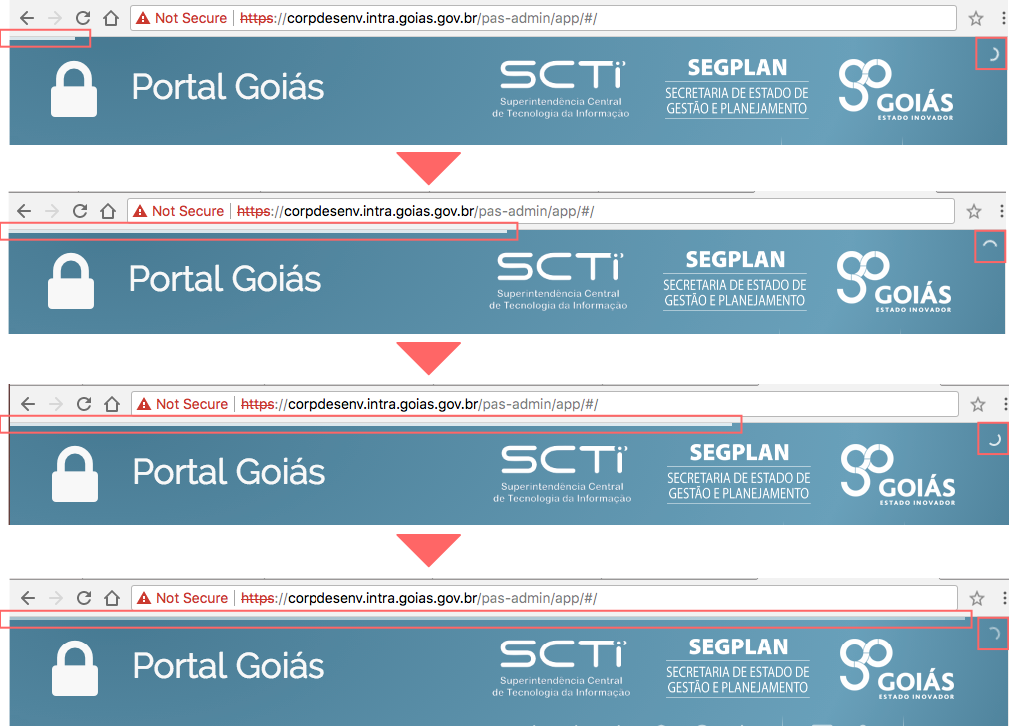 Not Secure https://corpdesenv.intra.goias.gov.br/pas-admin/app/#/
Portal Goiás
SCTi
Superintendência Central
de Tecnologia da Informação
SEGPLAN
SECRETARIA DE ESTADO DE
GESTÃO E PLANEJAMENTO
GOIÁS
ESTADO INOVADOR
Not Secure https://corpdesenv.intra.goias.gov.br/pas-admin/app/#/
Portal Goiás
SCTi
Superintendência Central
de Tecnologia da Informação
SEGPLAN
SECRETARIA DE ESTADO DE
GESTÃO E PLANEJAMENTO
GOIÁS
ESTADO INOVADOR
Not Secure https://corpdesenv.intra.goias.gov.br/pas-admin/app/#/
Portal Goiás
SCTi
Superintendência Central
de Tecnologia da Informação
SEGPLAN
SECRETARIA DE ESTADO DE
GESTÃO E PLANEJAMENTO
GOIÁS
ESTADO INOVADOR
Not Secure https://corpdesenv.intra.goias.gov.br/pas-admin/app/#/
Portal Goiás
SCTi
Superintendência Central
de Tecnologia da Informação
SEGPLAN
SECRETARIA DE ESTADO DE
GESTÃO E PLANEJAMENTO
GOIÁS
ESTADO INOVADOR